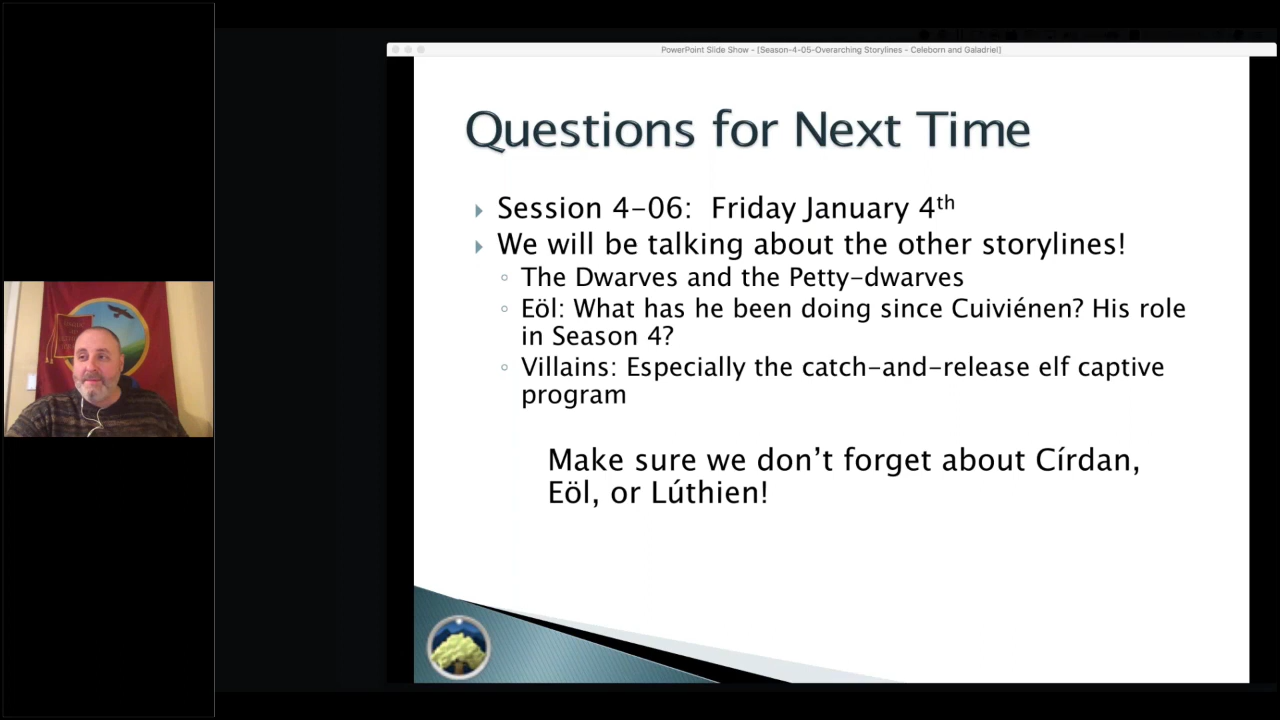 PowerPoint Slide Show - [Season-4-05-Overarching Storylines - Celeborn and Galadriel]
Questions for Next Time
Session 4-06: Friday January 4th
We will be talking about the other storylines!
The Dwarves and the Petty-dwarves
Eöl: What has he been doing since Cuiviénen? His role
in Season 4?
Villains: Especially the catch-and-release elf captive
program
Make sure we don't forget about Círdan,
Eöl, or Lúthien!